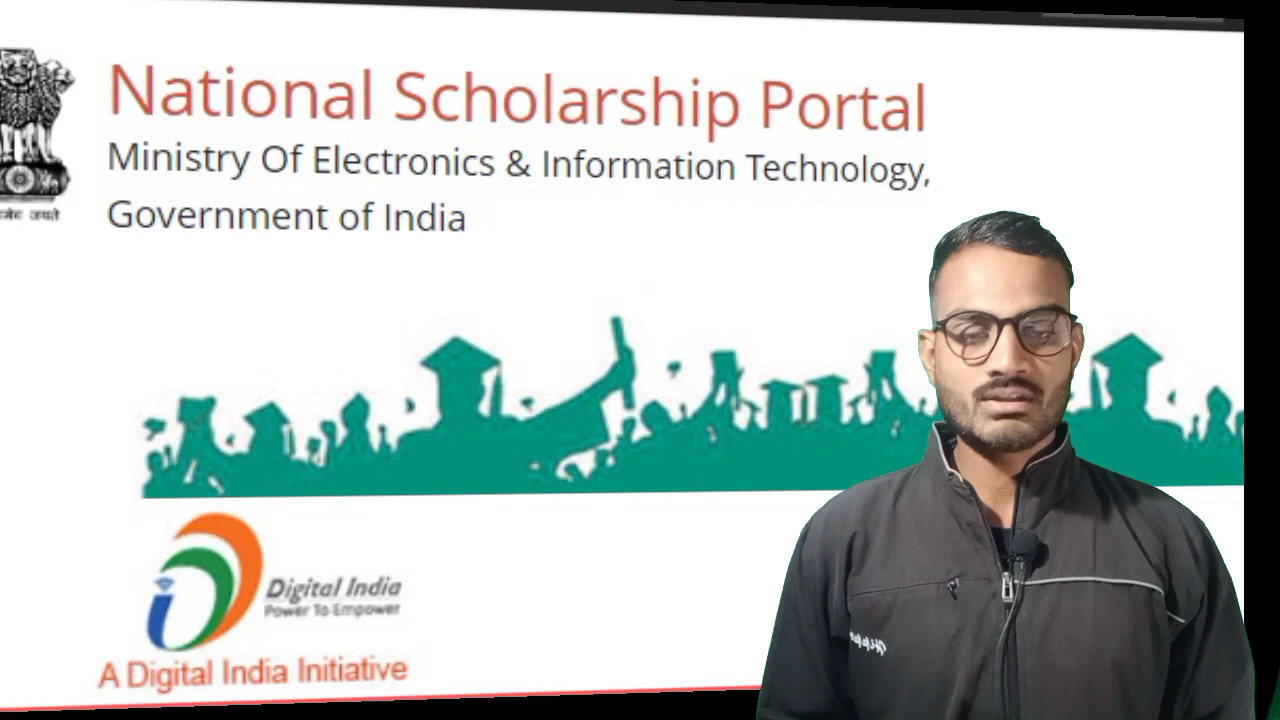 National Scholarship Portal
Ministry Of Electronics & Information Technology,
Government of India
जयते
Digital India
Power To Empower
A Digital India Initiative